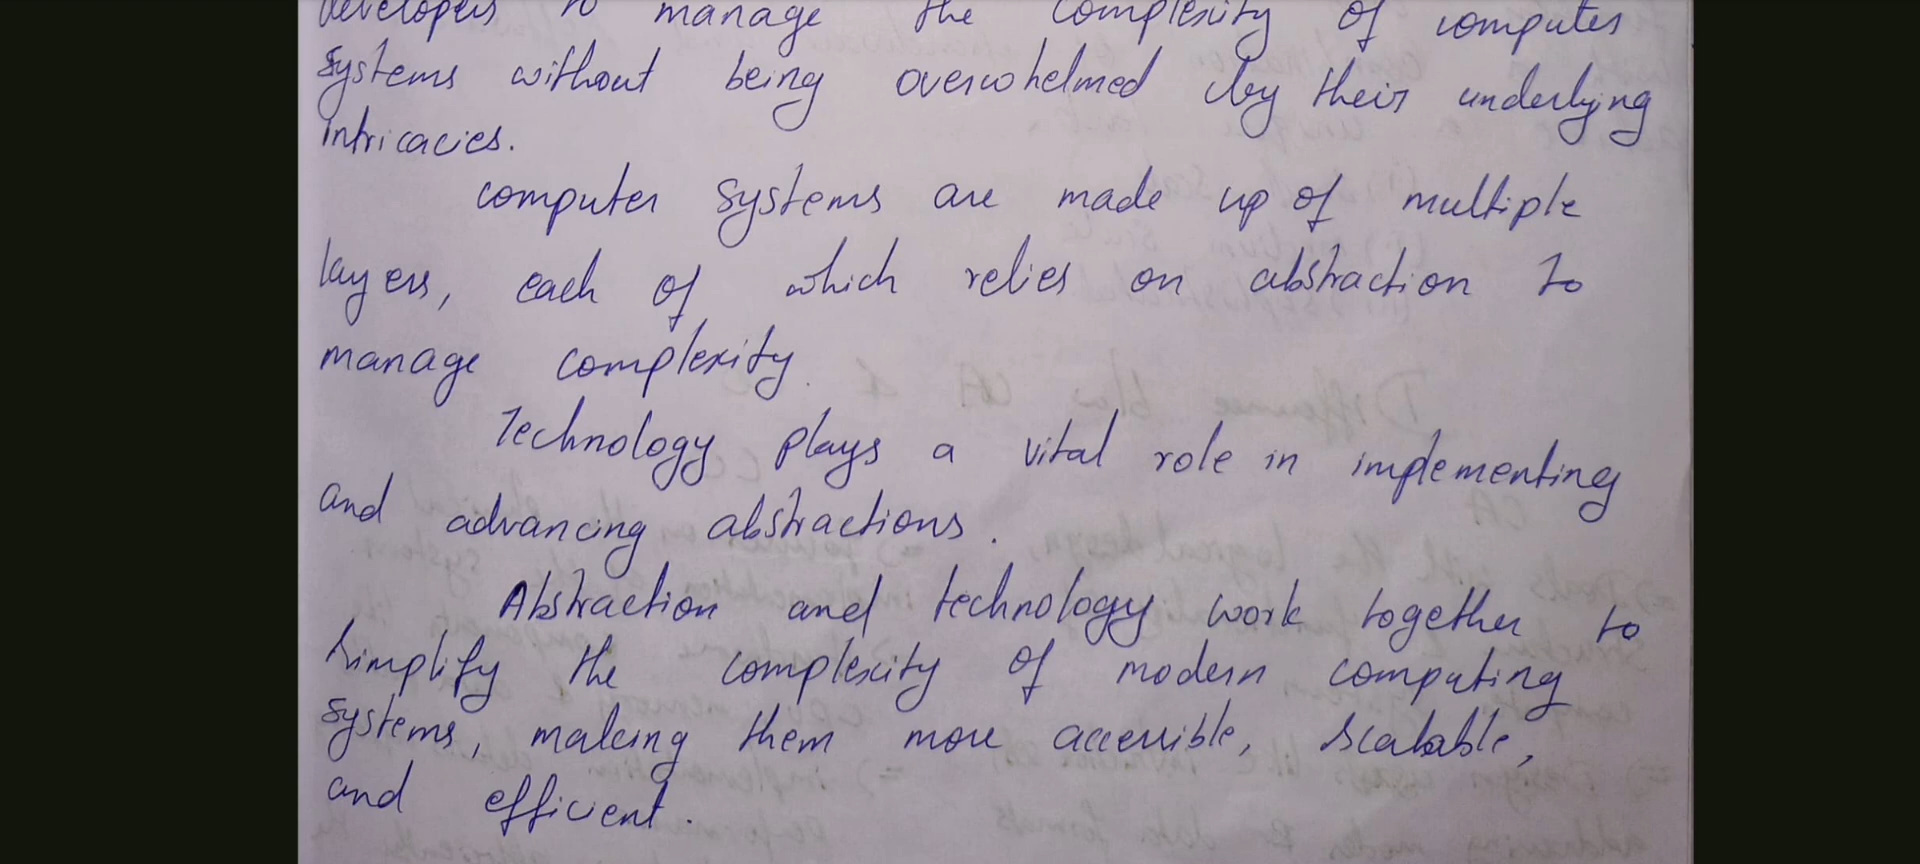 developers to manage the complexity of computer
systems without being overwhelmed by their underlying
intricacies.
computer systems are made up of multiple
layers, each of which relies on abstraction to
manage complexity.
Technology plays a vital role in implementing
and advancing abstractions.
Abstraction and technology work together to
simplify the complexity of modern computing
systems, making them more accessible, scalable,
and efficient.